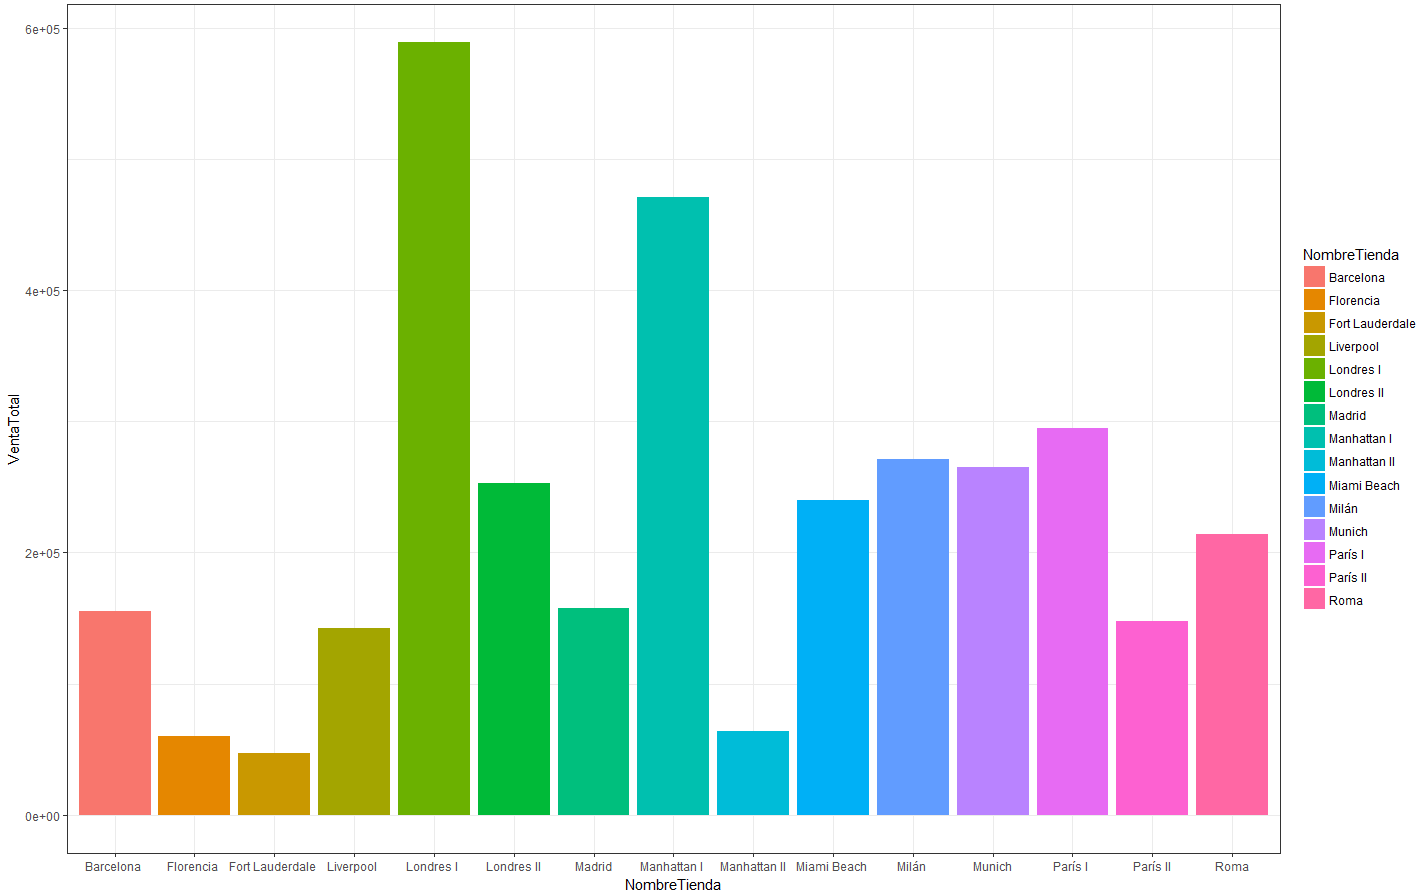 6e+05
4e+05
2e+05
0e+00
VentaTotal
Barcelona Florencia Fort Lauderdale Liverpool Londres I Londres II Madrid Manhattan I Manhattan II Miami Beach Milán Munich París I París II Roma
NombreTienda
NombreTienda
Barcelona
Florencia
Fort Lauderdale
Liverpool
Londres I
Londres II
Madrid
Manhattan I
Manhattan II
Miami Beach
Milán
Munich
París I
París II
Roma